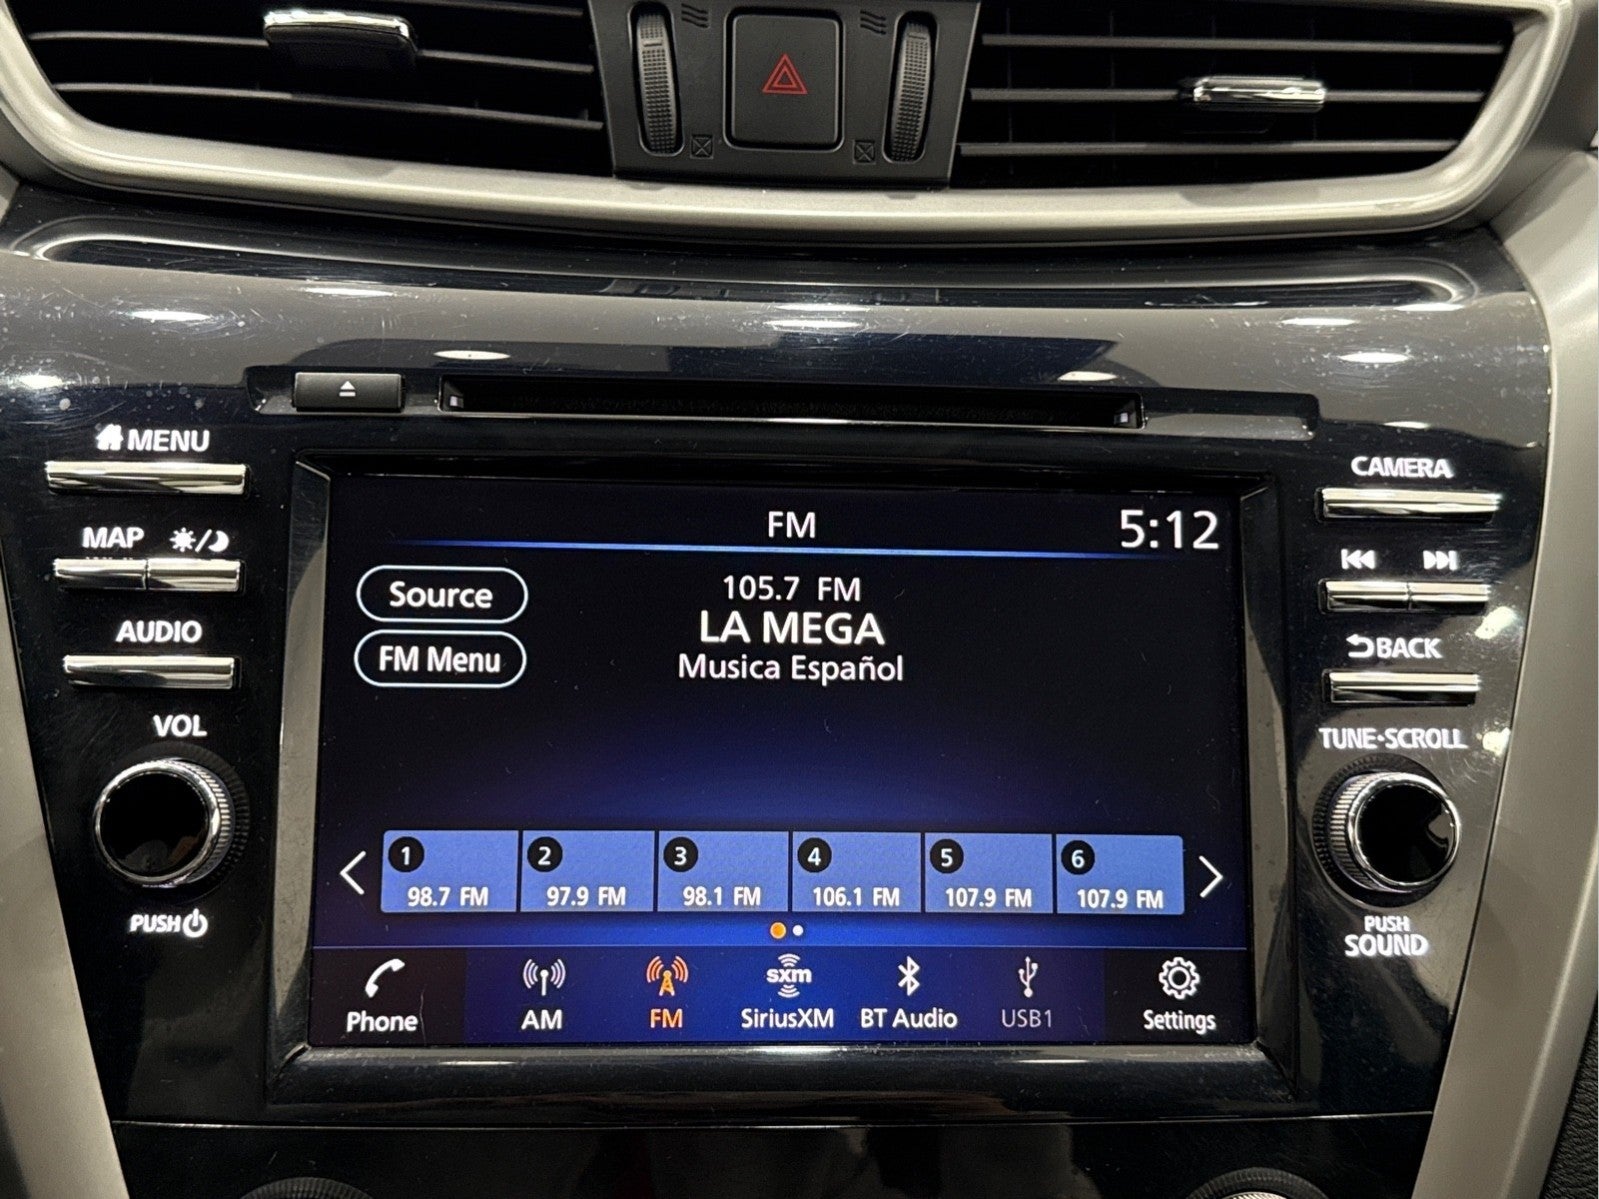 MENU
CAMERA
MAP
FM
5:12
105.7 FM
Source
LA MEGA
AUDIO
FM Menu
Musica Español
BACK
VOL
TUNE·SCROLL
1 2 3 4 5 6
98.7 FM 97.9 FM 98.1 FM 106.1 FM 107.9 FM 107.9 FM
PUSH
PUSH
SOUND
sxm
Phone AM FM SiriusXM BT Audio USB1 Settings